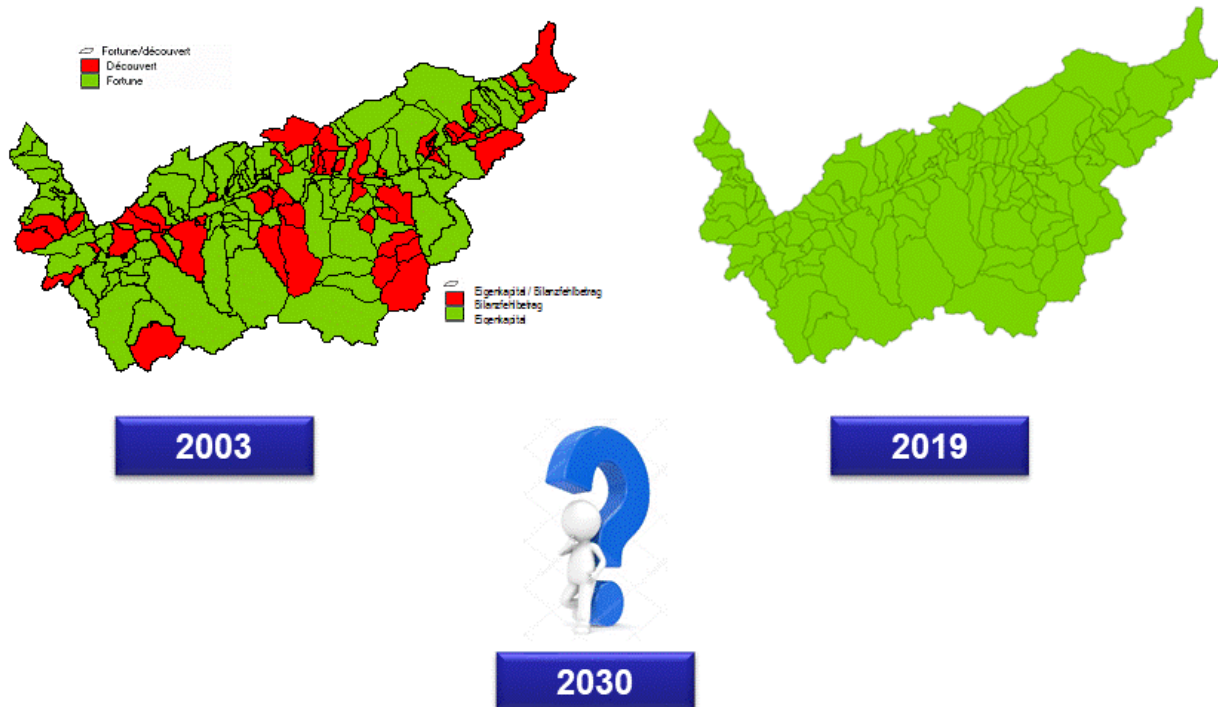 Fortune/découvert
Découvert
Fortune
Eigenkapital / Bilanzfehlbetrag
Bilanzfehlbetrag
Eigenkapital
2003
2019
2030